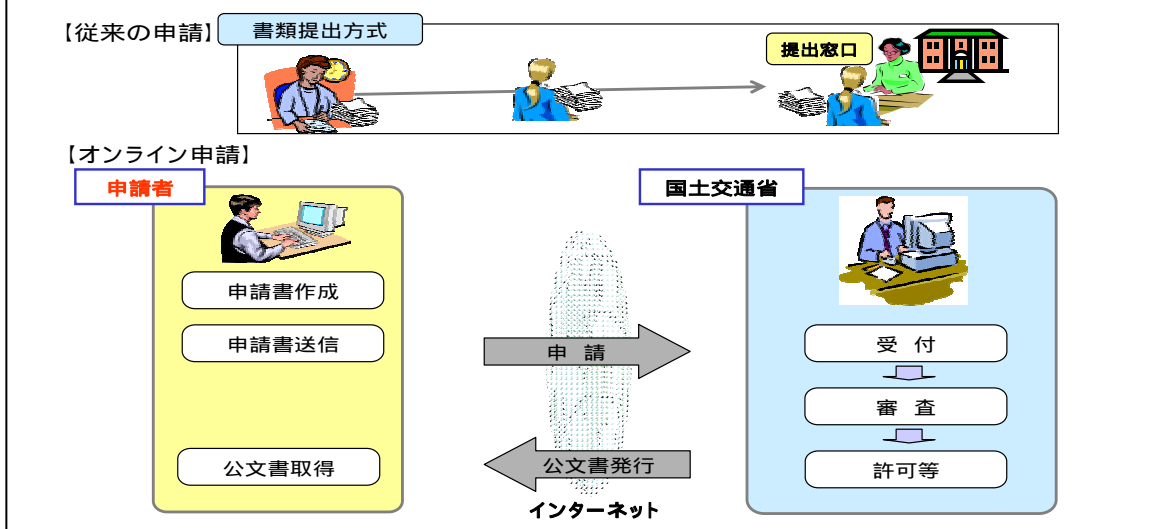 【従来の申請】
書類提出方式
提出窓口
【オンライン申請】
申請者
国土交通省
申請書作成
申請書送信
申 請
受 付
審 査
公文書取得
公文書発行
許可等
インターネット